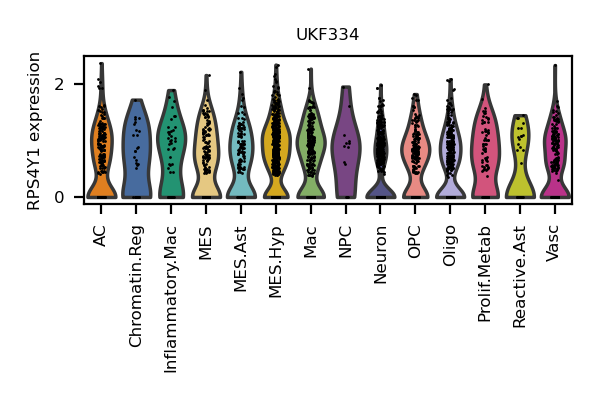 UKF334
RPS4Y1 expression
2
0
AC
Chromatin.Reg
Inflammatory.Mac
MES
MES.Ast
MES.Hyp
Mac
NPC
Neuron
OPC
Oligo
Prolif.Metab
Reactive.Ast
Vasc